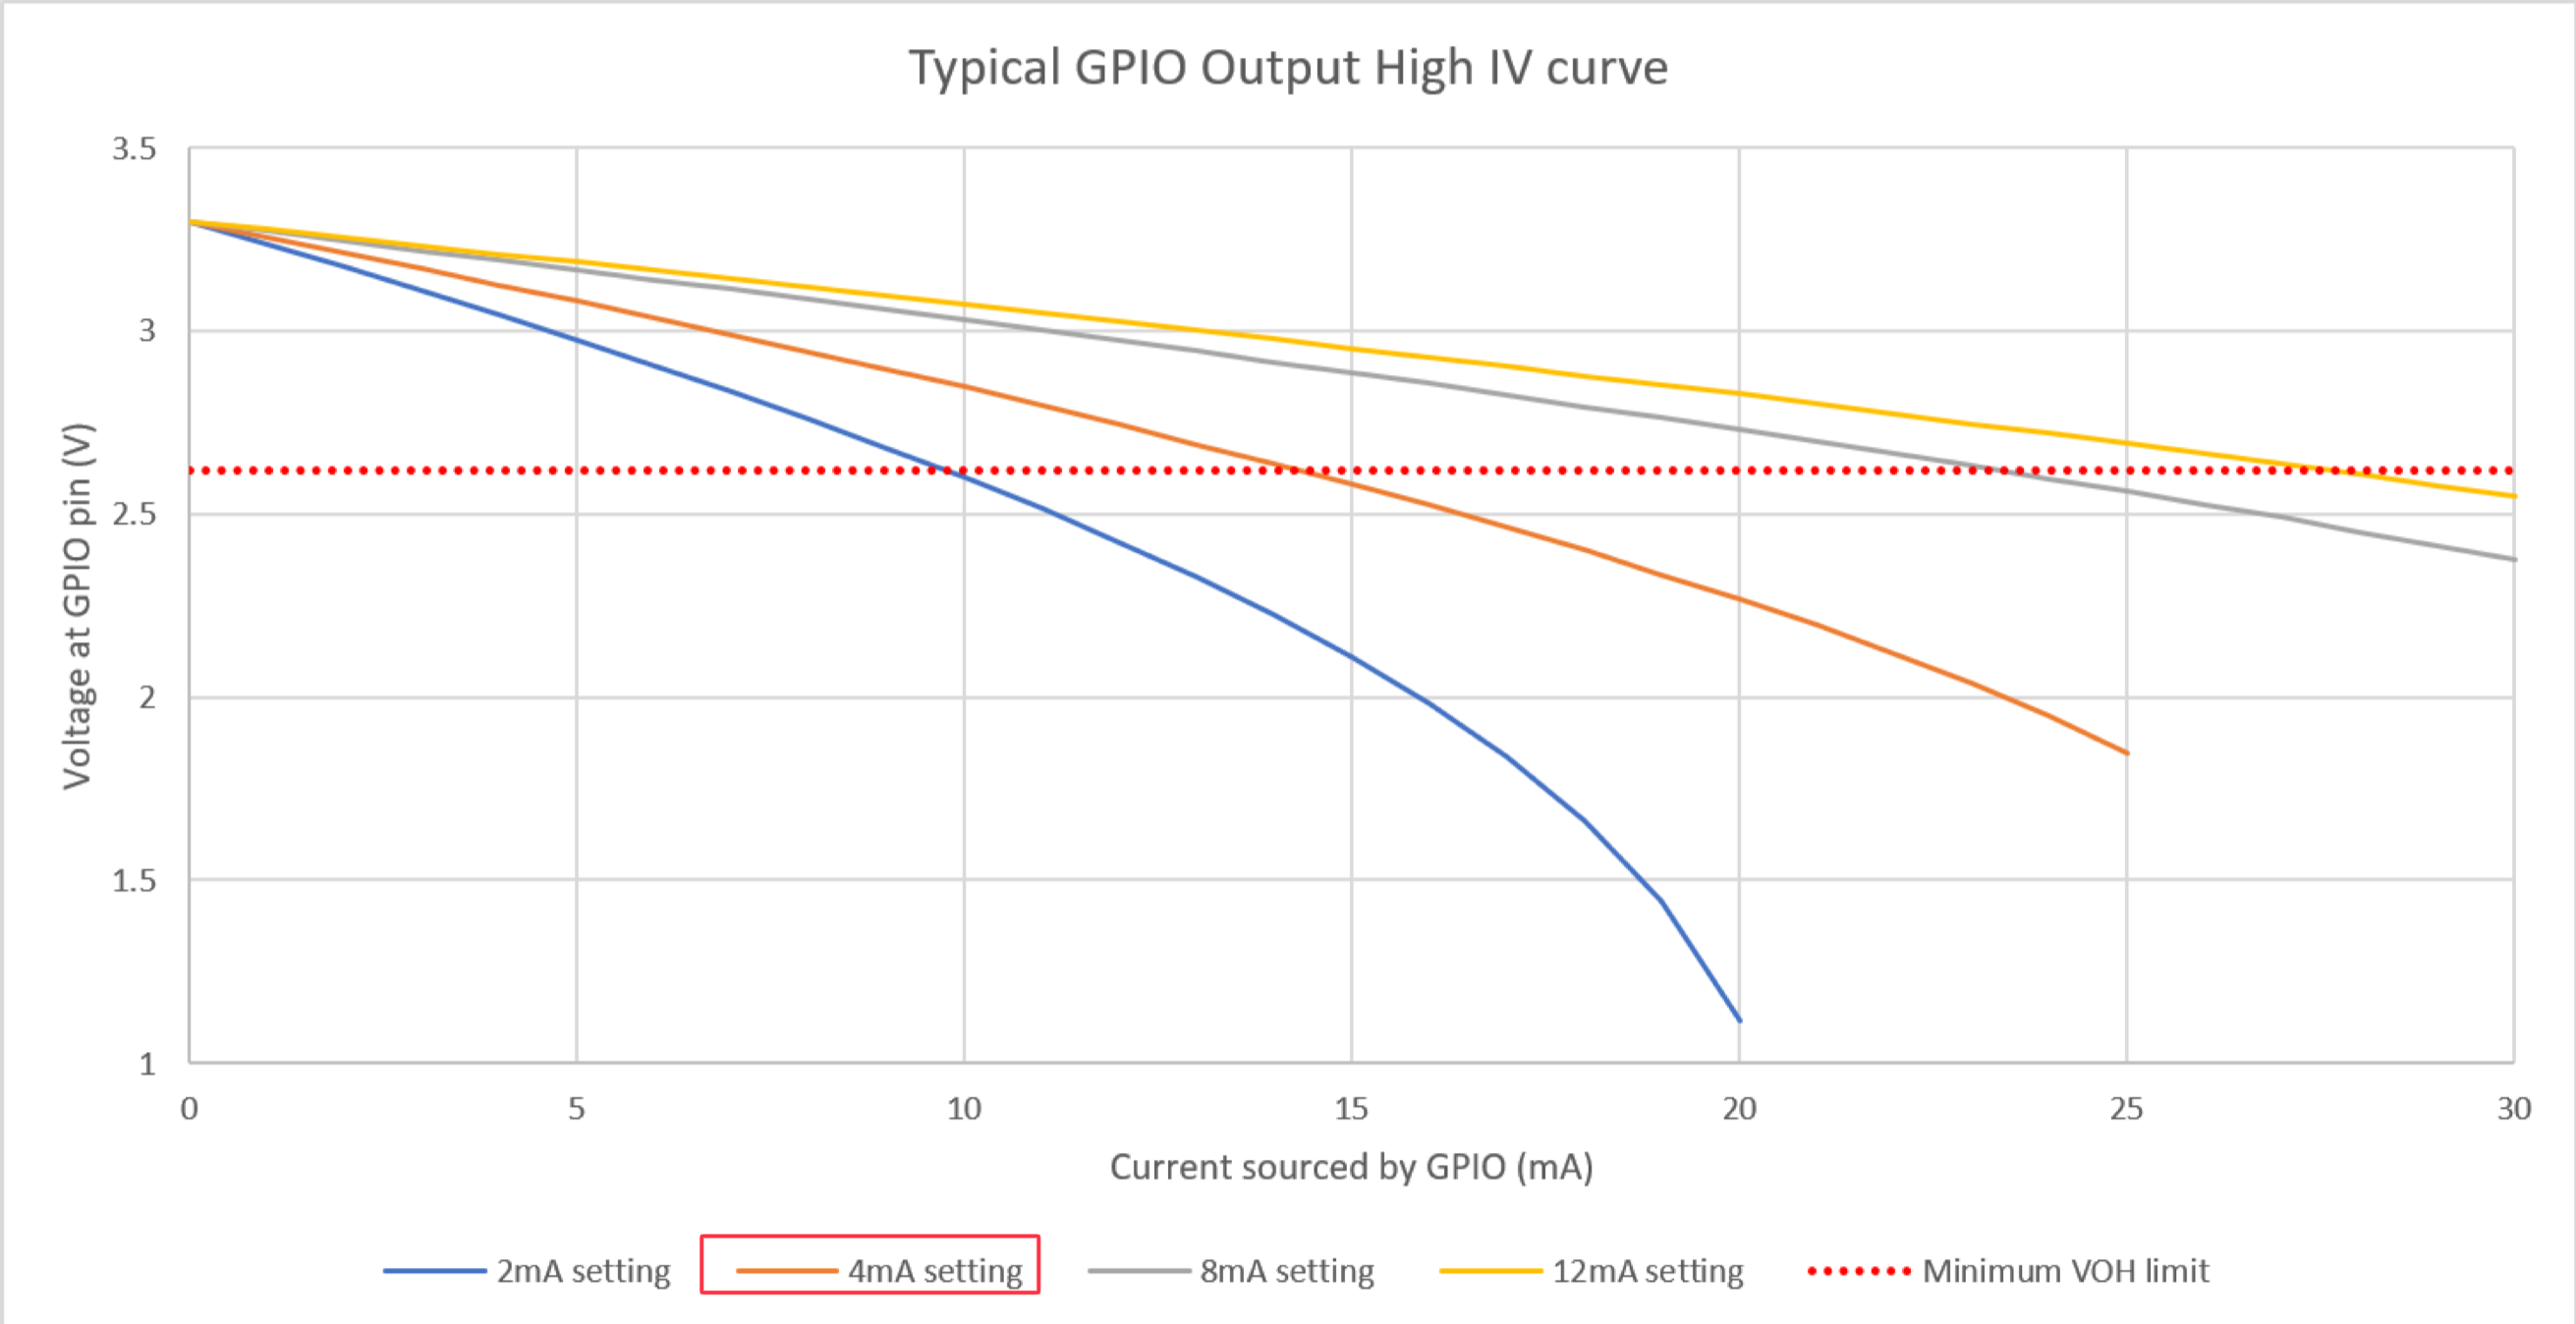 Typical GPIO Output High IV curve
3.5
3
2.5
2
1.5
1
Voltage at GPIO pin (V)
0 5 10 15 20 25 30
Current sourced by GPIO (mA)
2mA setting 4mA setting 8mA setting 12mA setting Minimum VOH limit